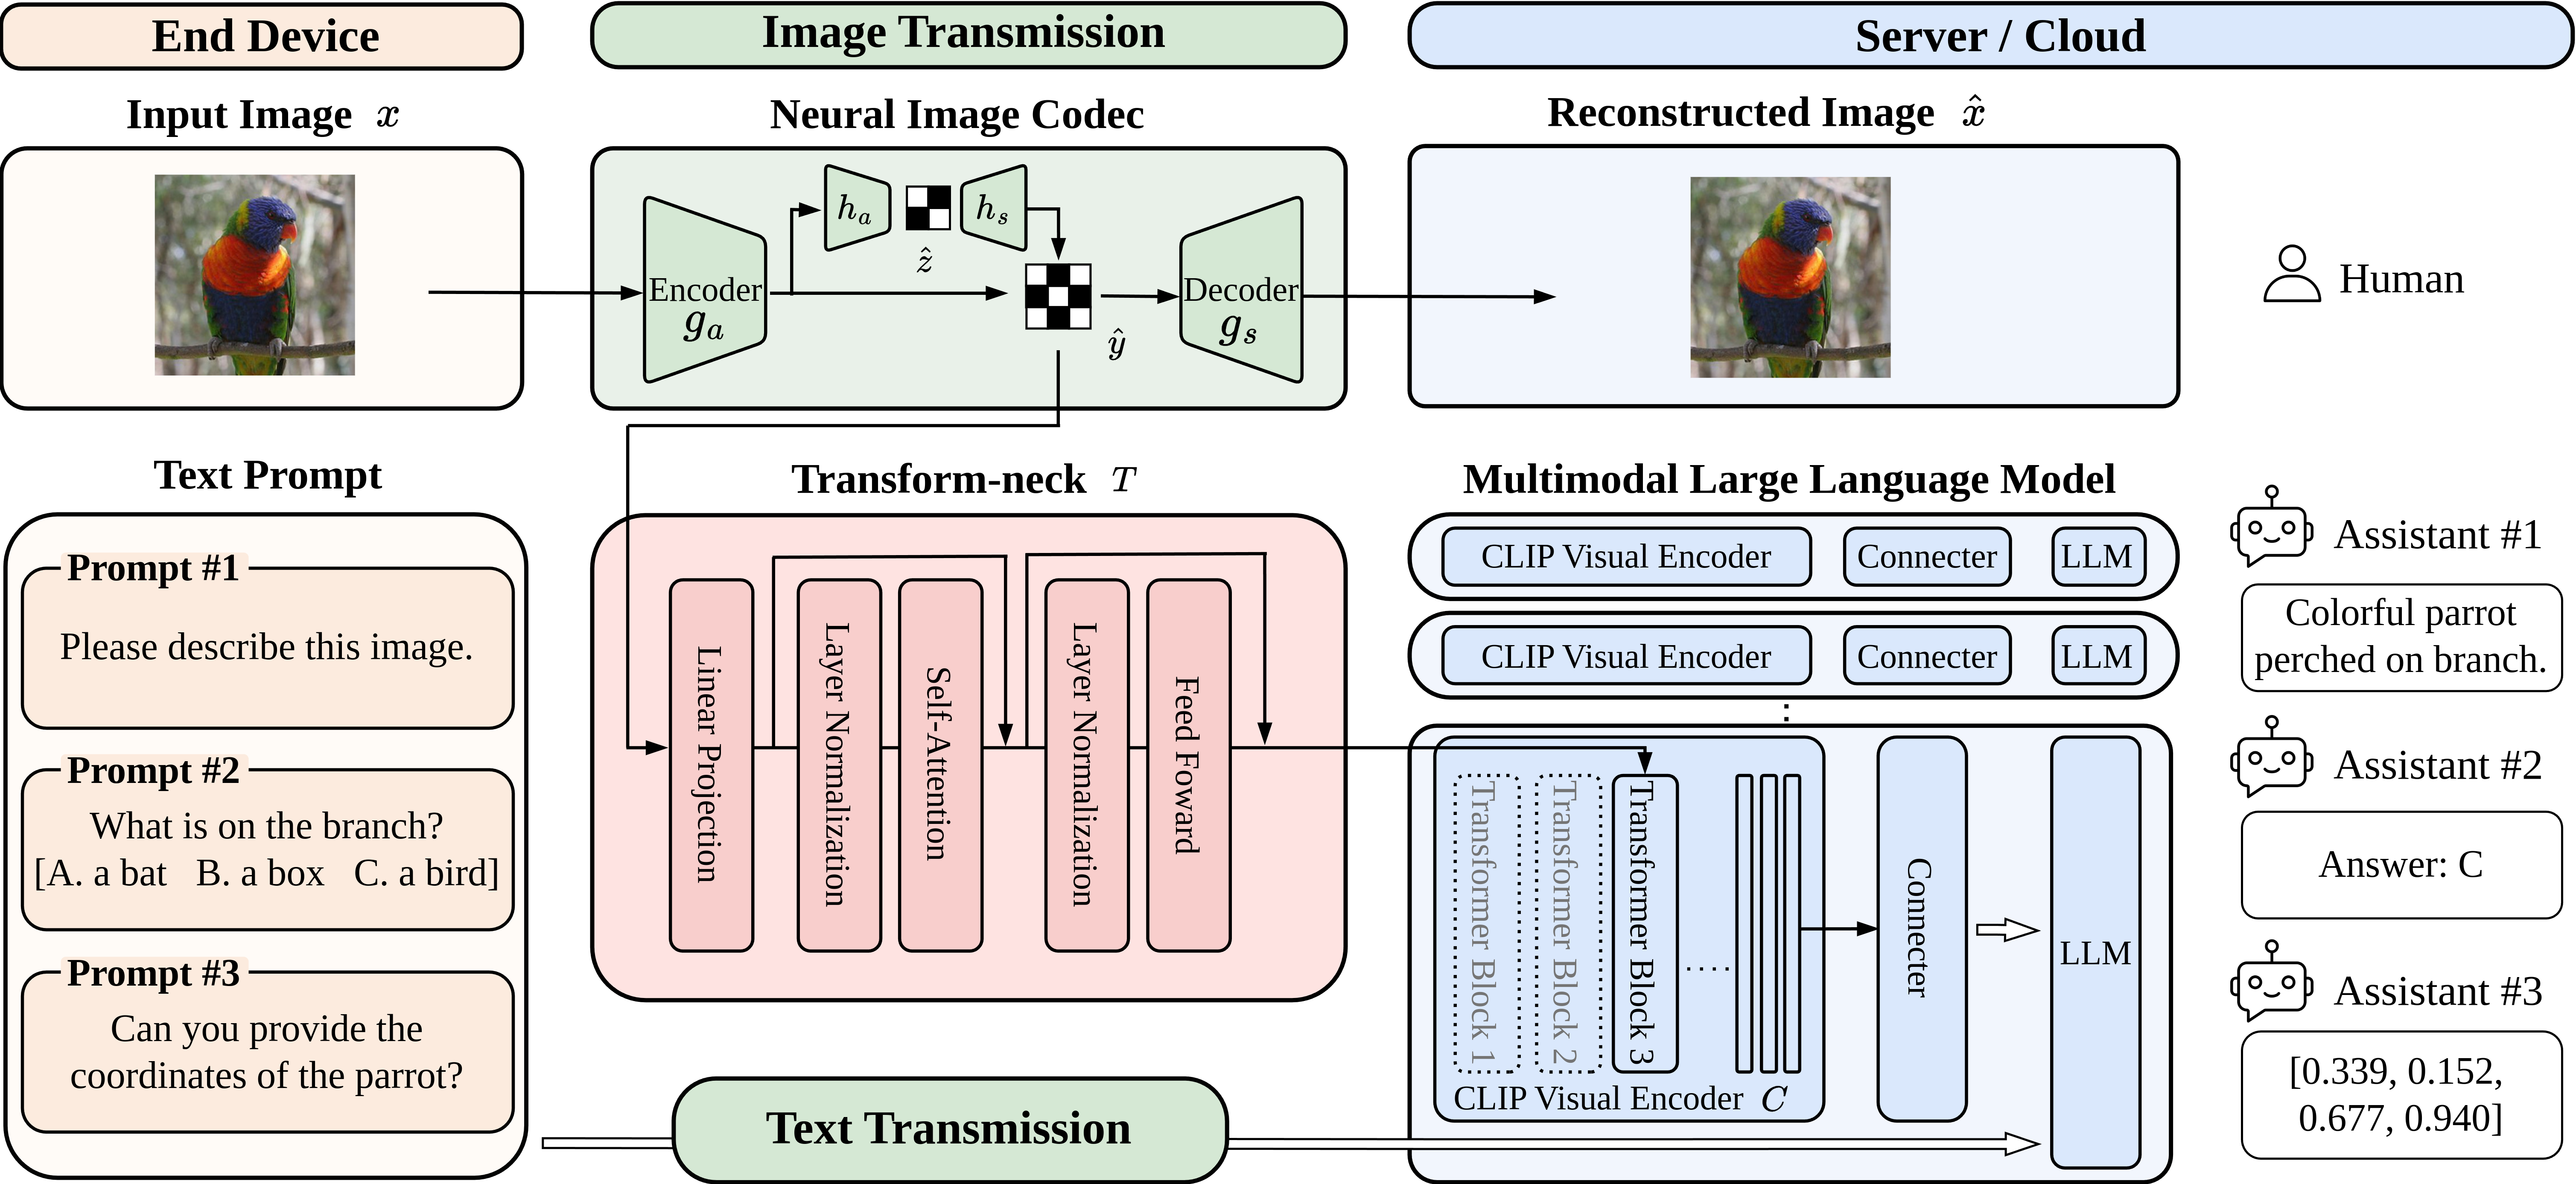 End Device
Image Transmission
Server / Cloud
Input Image x
Neural Image Codec
Reconstructed Image x̂
h_a
h_s
ẑ
Encoder
g_a
ŷ
Decoder
g_s
Human
Text Prompt
Prompt #1
Please describe this image.
Prompt #2
What is on the branch?
[A. a bat B. a box C. a bird]
Prompt #3
Can you provide the
coordinates of the parrot?
Transform-neck T
Linear Projection
Layer Normalization
Self-Attention
Layer Normalization
Feed Foward
Text Transmission
Multimodal Large Language Model
CLIP Visual Encoder
Connecter
LLM
CLIP Visual Encoder
Connecter
LLM
Transformer Block 1
Transformer Block 2
Transformer Block 3
CLIP Visual Encoder C
Connecter
LLM
Assistant #1
Colorful parrot
perched on branch.
Assistant #2
Answer: C
Assistant #3
[0.339, 0.152,
0.677, 0.940]